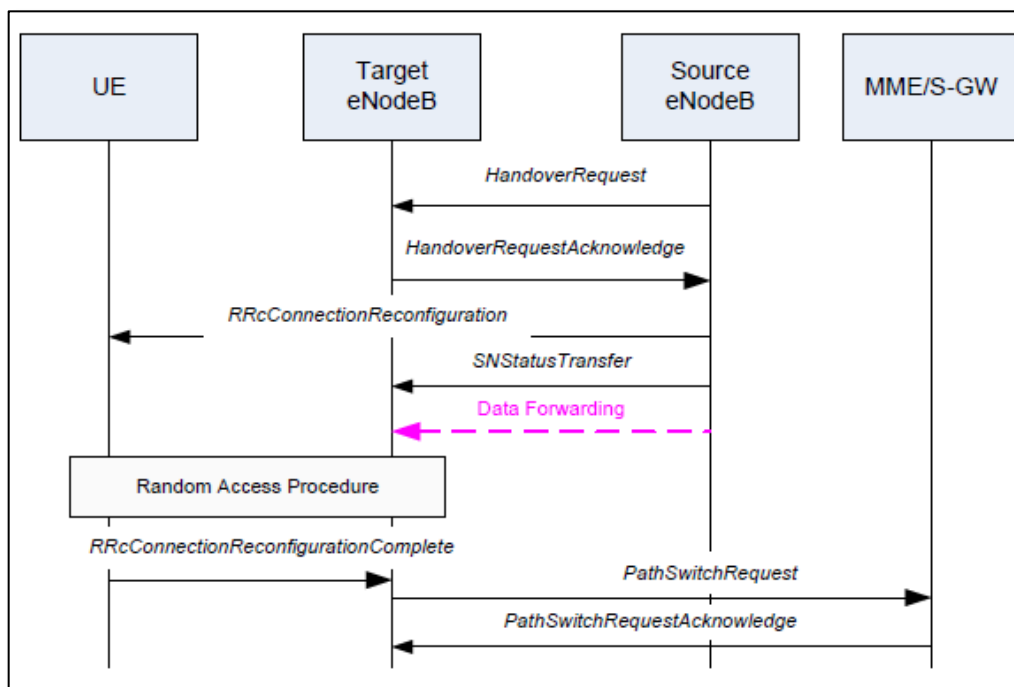 UE
Target
eNodeB
Source
eNodeB
MME/S-GW
HandoverRequest
HandoverRequestAcknowledge
RRcConnectionReconfiguration
SNStatusTransfer
Data Forwarding
Random Access Procedure
RRcConnectionReconfigurationComplete
PathSwitchRequest
PathSwitchRequestAcknowledge